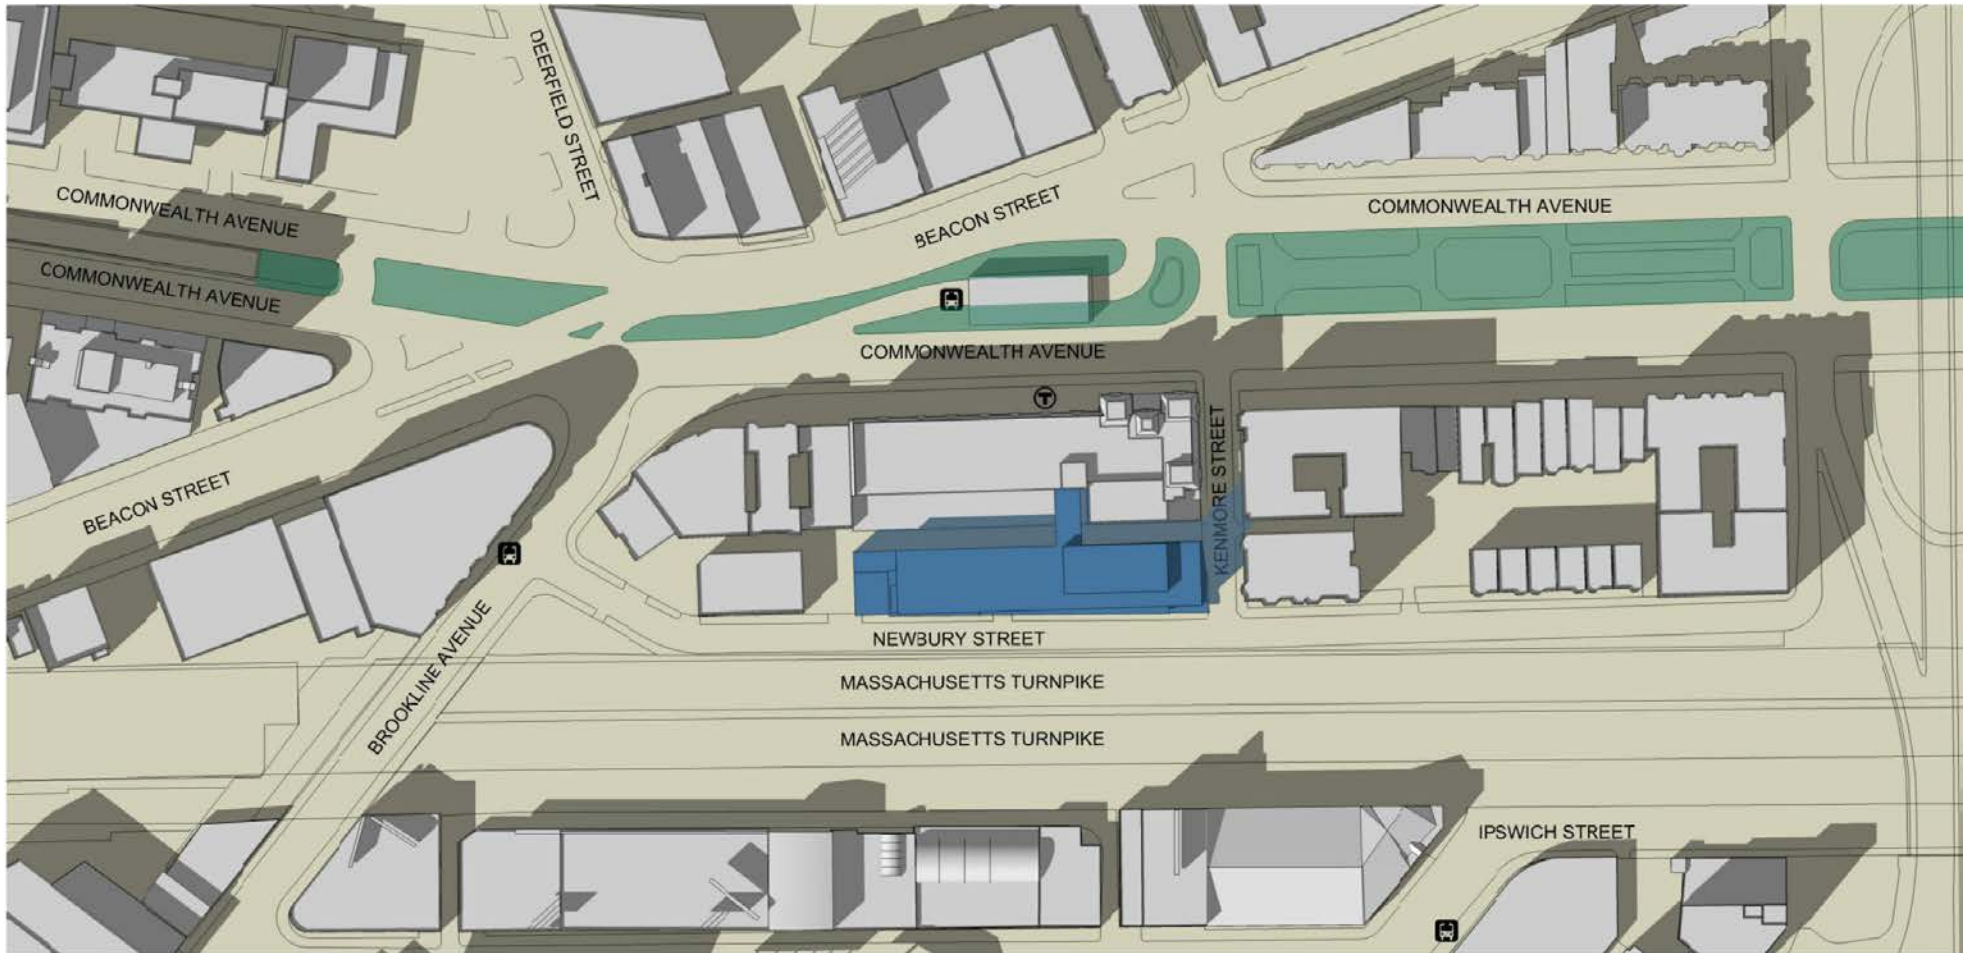 DEERFIELD STREET
COMMONWEALTH AVENUE
COMMONWEALTH AVENUE
BEACON STREET
COMMONWEALTH AVENUE
COMMONWEALTH AVENUE
T
KENMORE STREET
BEACON STREET
BROOKLINE AVENUE
NEWBURY STREET
MASSACHUSETTS TURNPIKE
MASSACHUSETTS TURNPIKE
IPSWICH STREET